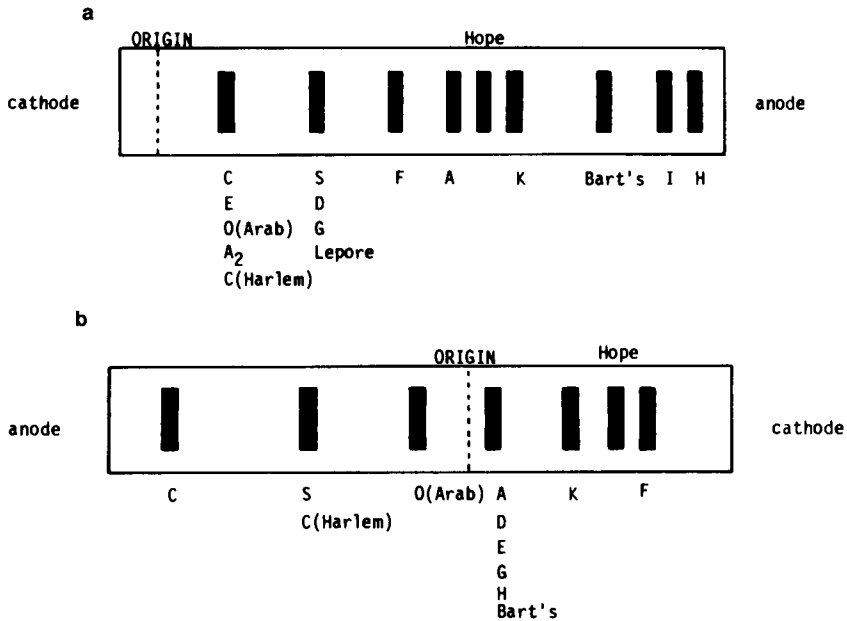 a
ORIGIN Hope
cathode anode
C S F A K Bart's I H
E D
O(Arab) G
A2 Lepore
C(Harlem)
b
ORIGIN Hope
anode cathode
C S O(Arab) A K F
C(Harlem) D
E
G
H
Bart's